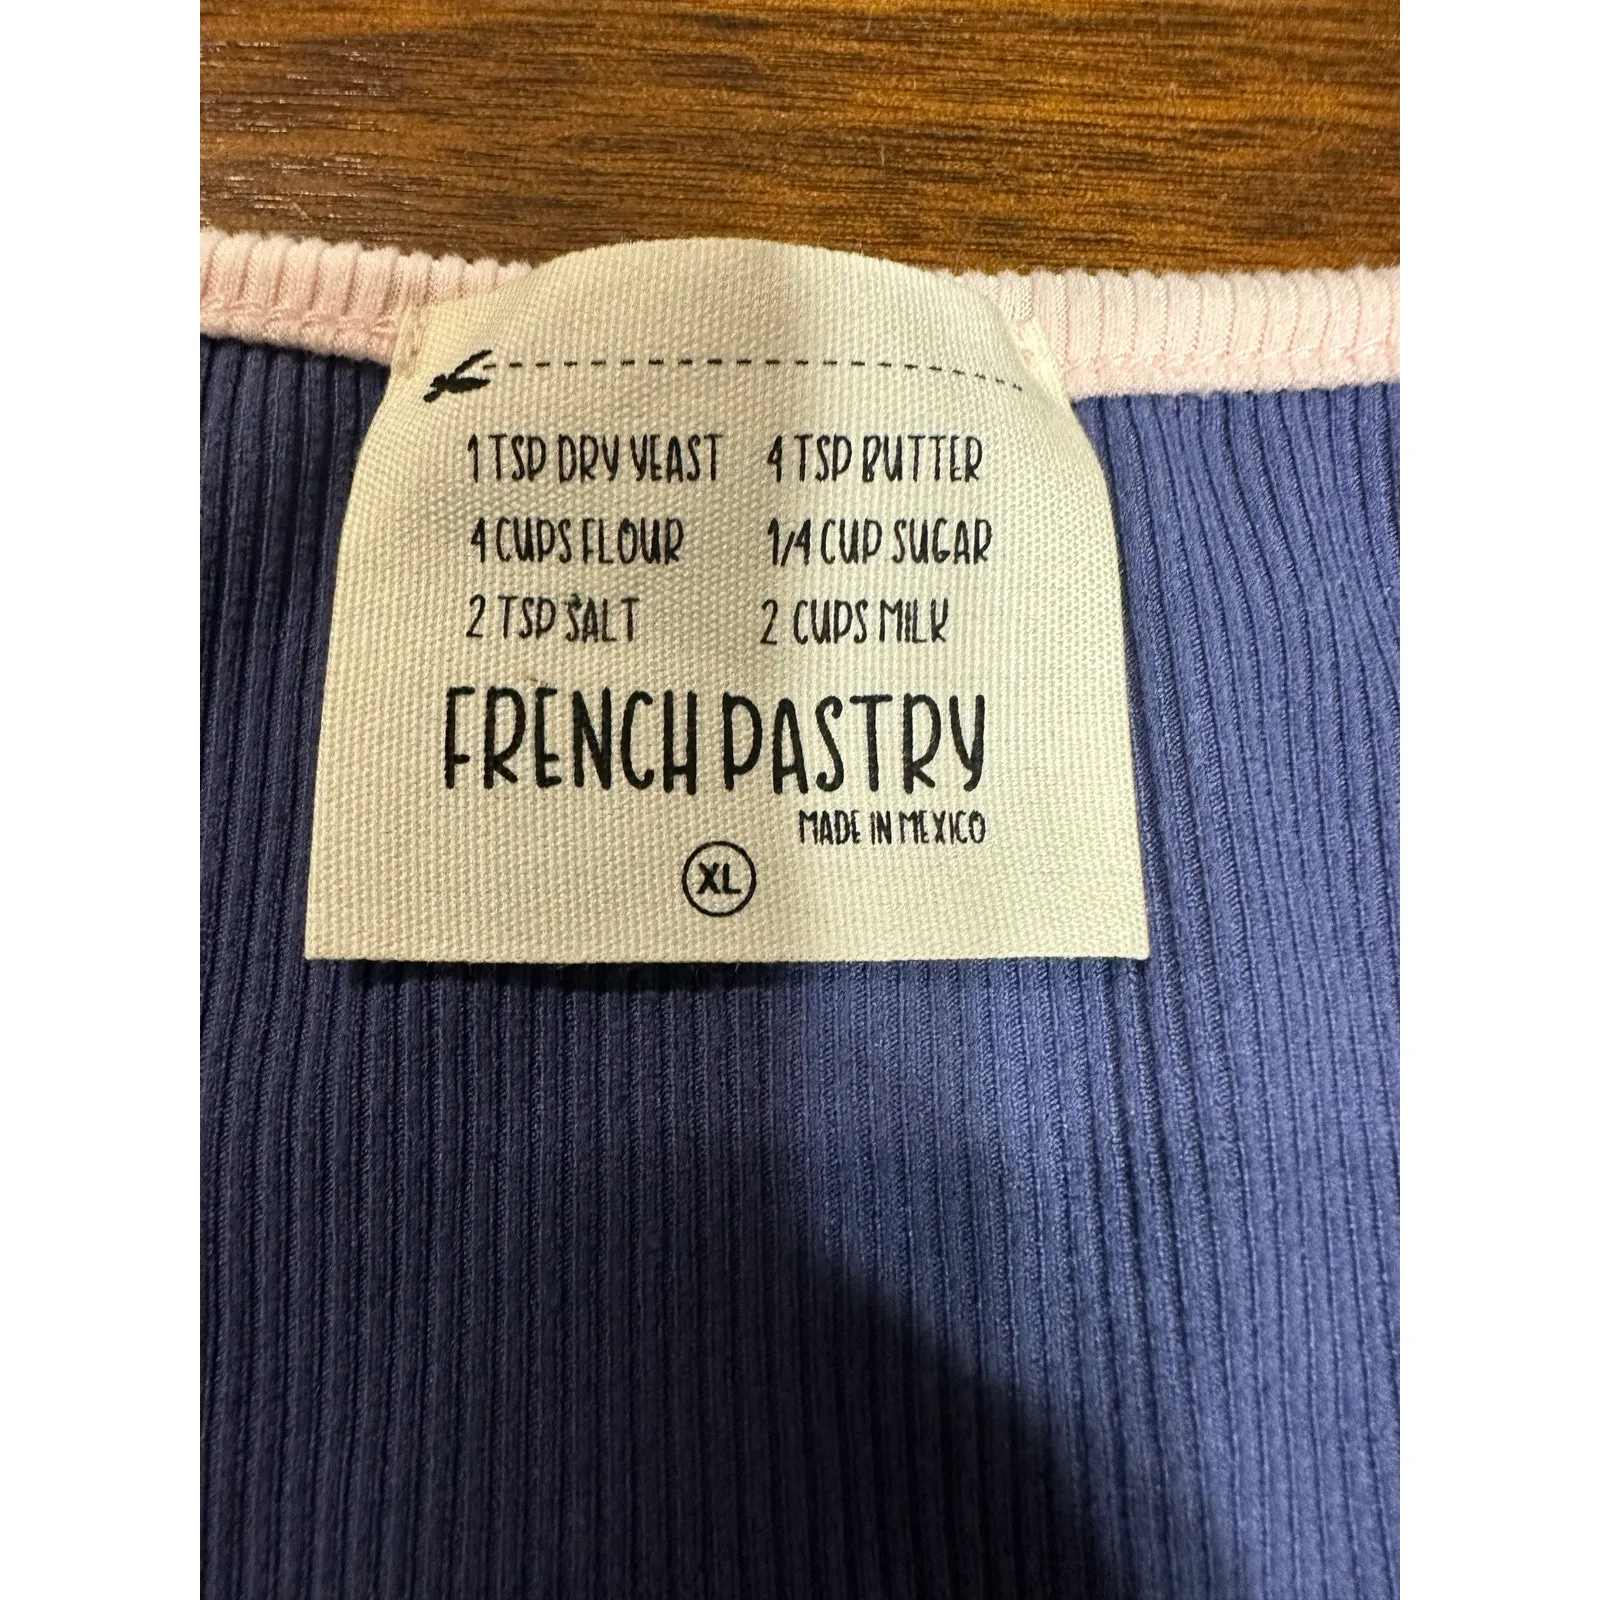 1 TSP DRY YEAST 4 TSP BUTTER
4 CUPS FLOUR 1/4 CUP SUGAR
2 TSP SALT 2 CUPS MILK
FRENCH PASTRY
MADE IN MEXICO
XL